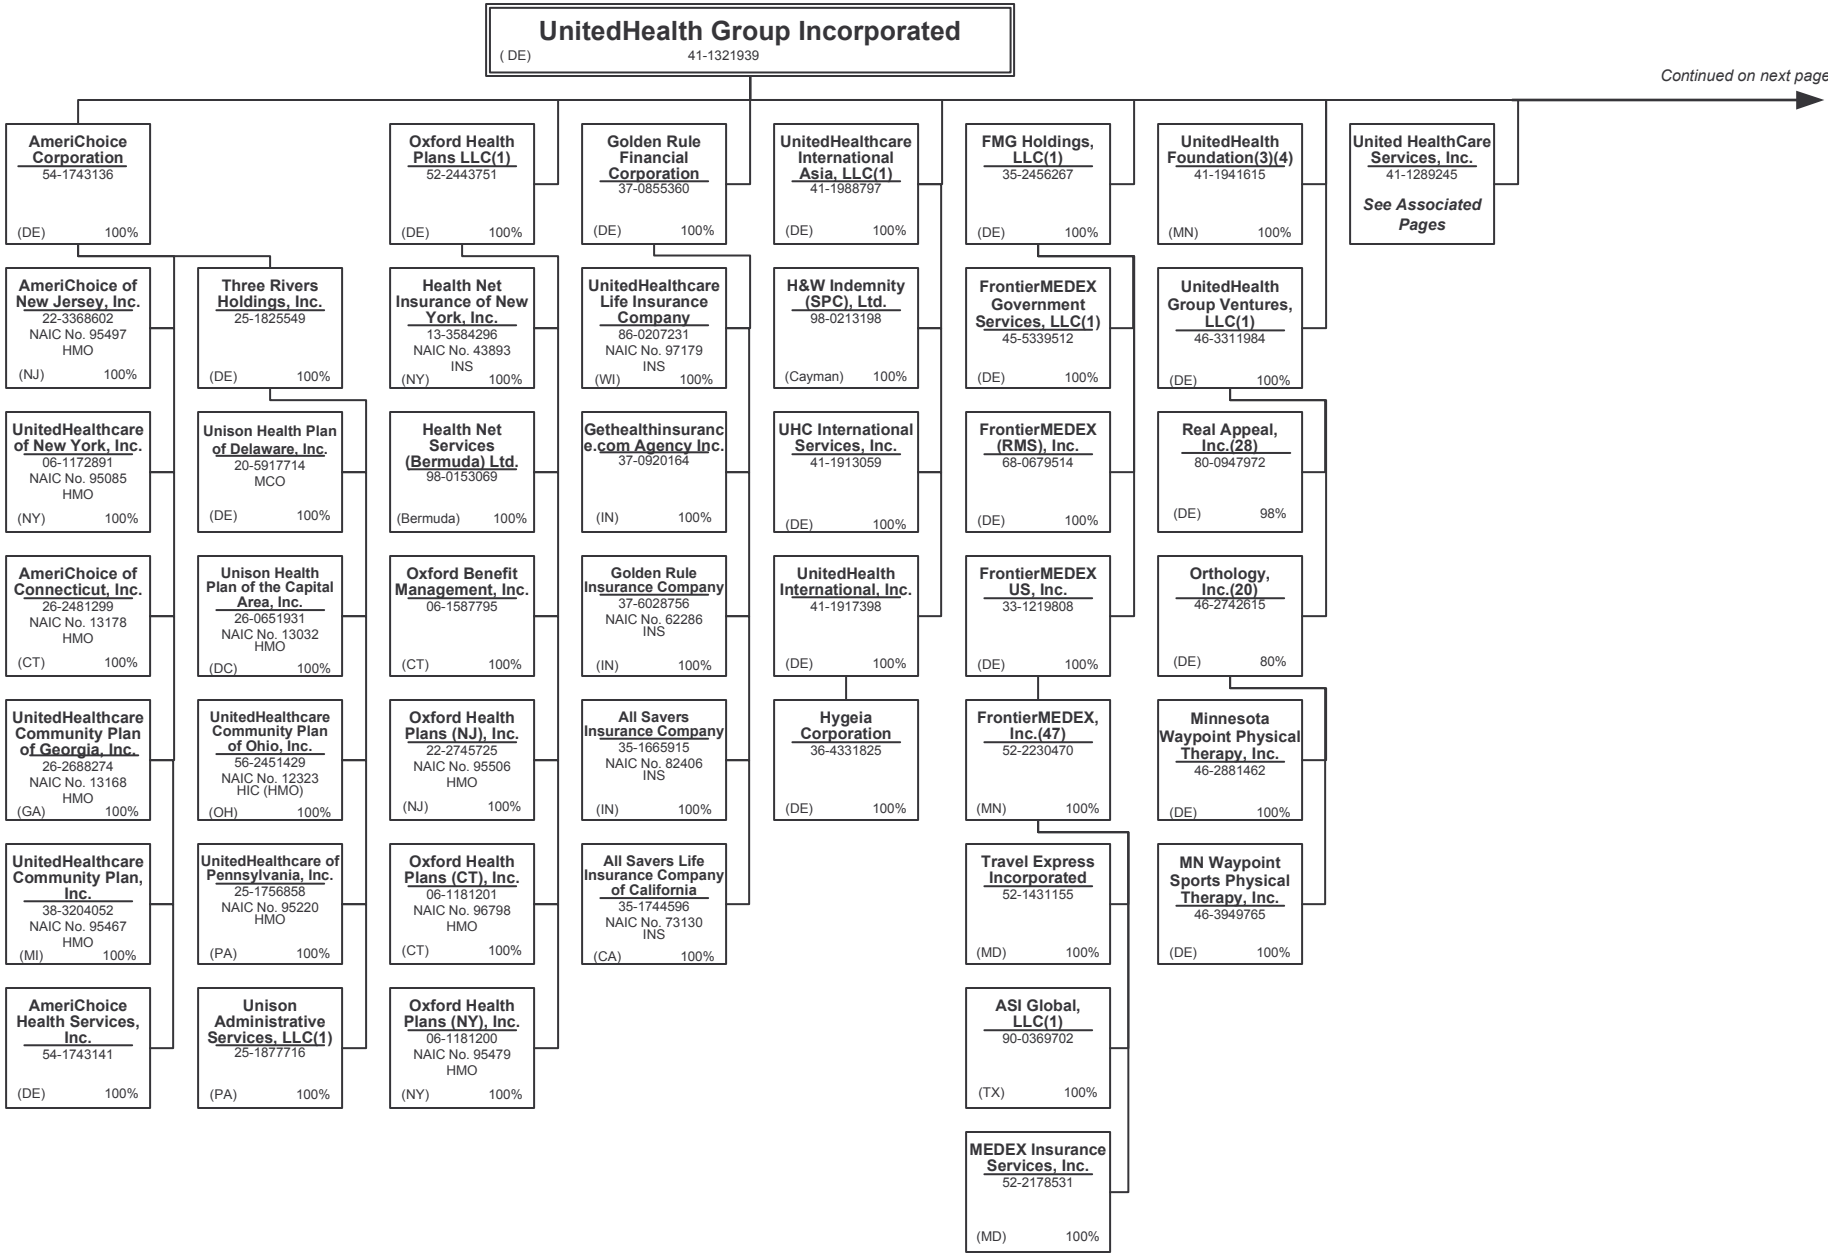 UnitedHealth Group Incorporated
( DE)
41-1321939
Continued on next page
AmeriChoice
Corporation
54-1743136
(DE)
100%
Oxford Health
Plans LLC(1)
52-2443751
(DE)
100%
Golden Rule
Financial
Corporation
37-0855360
(DE)
100%
UnitedHealthcare
International
Asia, LLC(1)
41-1988797
(DE)
100%
FMG Holdings,
LLC(1)
35-2456267
(DE)
100%
UnitedHealth
Foundation(3)(4)
41-1941615
(MN)
100%
United HealthCare
Services, Inc.
41-1289245
See Associated
Pages
AmeriChoice of
New Jersey, Inc.
22-3368602
NAIC No. 95497
HMO
(NJ)
100%
Three Rivers
Holdings, Inc.
25-1825549
(DE)
100%
Health Net
Insurance of New
York, Inc.
13-3584296
NAIC No. 43893
INS
(NY)
100%
UnitedHealthcare
Life Insurance
Company
86-0207231
NAIC No. 97179
INS
(WI)
100%
H&W Indemnity
(SPC), Ltd.
98-0213198
(Cayman)
100%
FrontierMEDEX
Government
Services, LLC(1)
45-5339512
(DE)
100%
UnitedHealth
Group Ventures,
LLC(1)
46-3311984
(DE)
100%
UnitedHealthcare
of New York, Inc.
06-1172891
NAIC No. 95085
HMO
(NY)
100%
Unison Health Plan
of Delaware, Inc.
20-5917714
MCO
(DE)
100%
Health Net
Services
(Bermuda) Ltd.
98-0153069
(Bermuda)
100%
Gethealthinsuranc
e.com Agency Inc.
37-0920164
(IN)
100%
UHC International
Services, Inc.
41-1913059
(DE)
100%
FrontierMEDEX
(RMS), Inc.
68-0679514
(DE)
100%
Real Appeal,
Inc.(28)
80-0947972
(DE)
98%
AmeriChoice of
Connecticut, Inc.
26-2481299
NAIC No. 13178
HMO
(CT)
100%
Unison Health
Plan of the Capital
Area, Inc.
26-0651931
NAIC No. 13032
HMO
(DC)
100%
Oxford Benefit
Management, Inc.
06-1587795
(CT)
100%
Golden Rule
Insurance Company
37-6028756
NAIC No. 62286
INS
(IN)
100%
UnitedHealth
International, Inc.
41-1917398
(DE)
100%
FrontierMEDEX
US, Inc.
33-1219808
(DE)
100%
Orthology,
Inc.(20)
46-2742615
(DE)
80%
UnitedHealthcare
Community Plan
of Georgia, Inc.
26-2688274
NAIC No. 13168
HMO
(GA)
100%
UnitedHealthcare
Community Plan
of Ohio, Inc.
56-2451429
NAIC No. 12323
HIC (HMO)
(OH)
100%
Oxford Health
Plans (NJ), Inc.
22-2745725
NAIC No. 95506
HMO
(NJ)
100%
All Savers
Insurance Company
35-1665915
NAIC No. 82406
INS
(IN)
100%
Hygeia
Corporation
36-4331825
(DE)
100%
FrontierMEDEX,
Inc.(47)
52-2230470
(MN)
100%
Minnesota
Waypoint Physical
Therapy, Inc.
46-2881462
(DE)
100%
UnitedHealthcare
Community Plan,
Inc.
38-3204052
NAIC No. 95467
HMO
(MI)
100%
UnitedHealthcare of
Pennsylvania, Inc.
25-1756858
NAIC No. 95220
HMO
(PA)
100%
Oxford Health
Plans (CT), Inc.
06-1181201
NAIC No. 96798
HMO
(CT)
100%
All Savers Life
Insurance Company
of California
35-1744596
NAIC No. 73130
INS
(CA)
100%
Travel Express
Incorporated
52-1431155
(MD)
100%
MN Waypoint
Sports Physical
Therapy, Inc.
46-3949765
(DE)
100%
AmeriChoice
Health Services,
Inc.
54-1743141
(DE)
100%
Unison
Administrative
Services, LLC(1)
25-1877716
(PA)
100%
Oxford Health
Plans (NY), Inc.
06-1181200
NAIC No. 95479
HMO
(NY)
100%
ASI Global,
LLC(1)
90-0369702
(TX)
100%
MEDEX Insurance
Services, Inc.
52-2178531
(MD)
100%